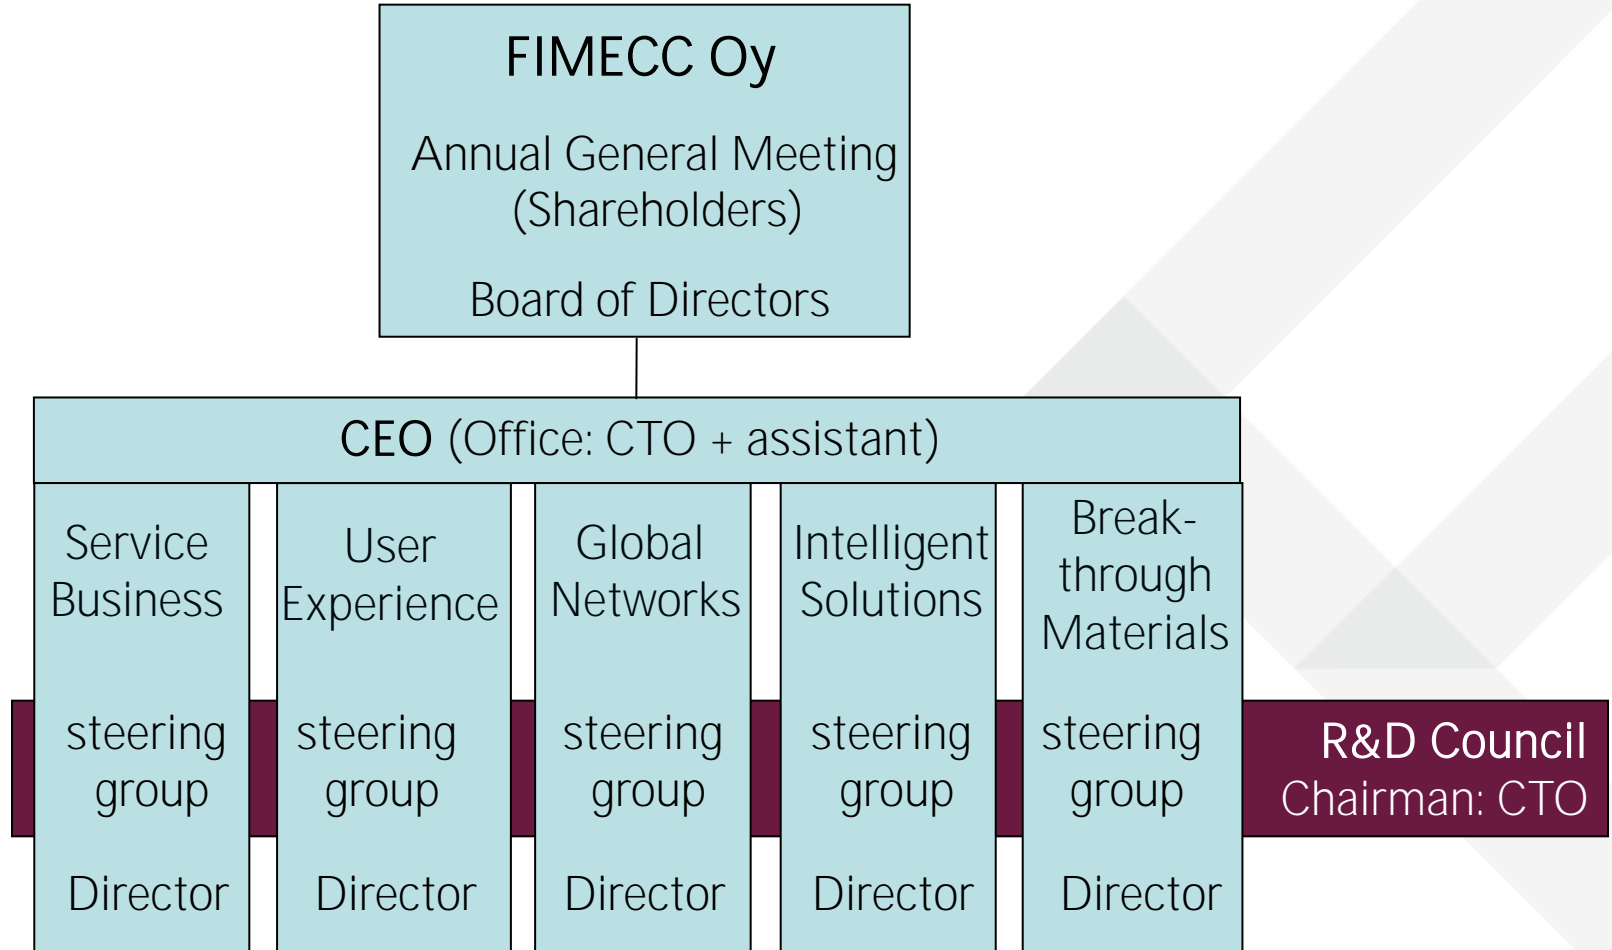 FIMECC Oy
Annual General Meeting
(Shareholders)
Board of Directors
CEO (Office: CTO + assistant)
Service
Business
steering
group
Director
User
Experience
steering
group
Director
Global
Networks
steering
group
Director
Intelligent
Solutions
steering
group
Director
Break-
through
Materials
steering
group
Director
R&D Council
Chairman: CTO